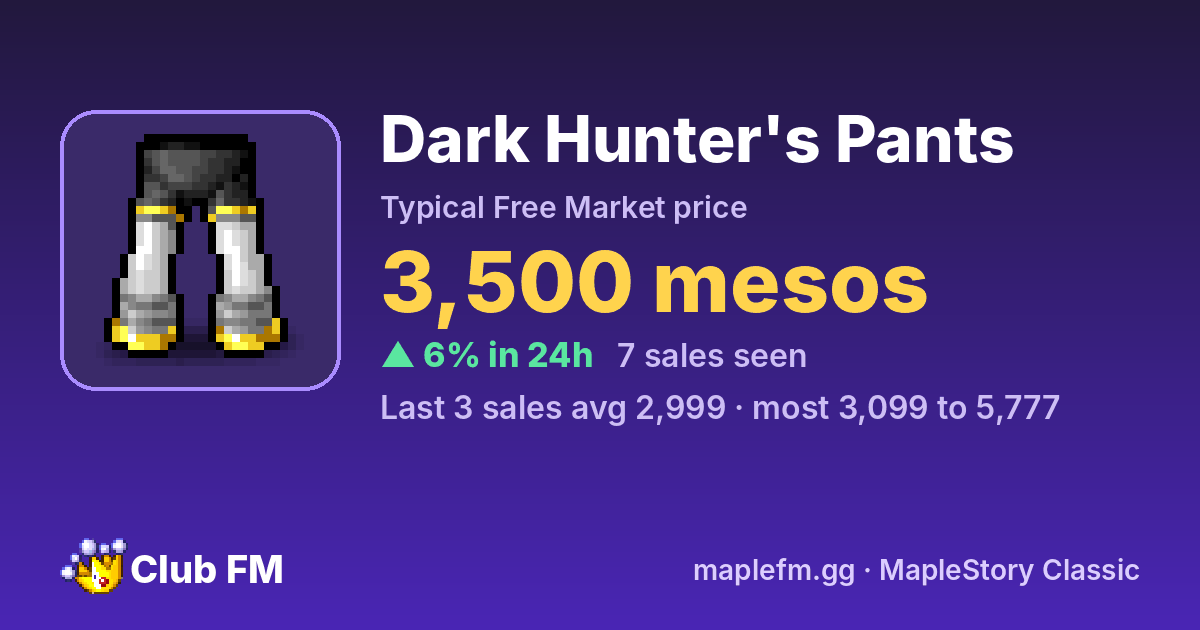 Dark Hunter's Pants
Typical Free Market price
3,500 mesos
▲ 6% in 24h 7 sales seen
Last 3 sales avg 2,999 · most 3,099 to 5,777
Club FM
maplefm.gg · MapleStory Classic